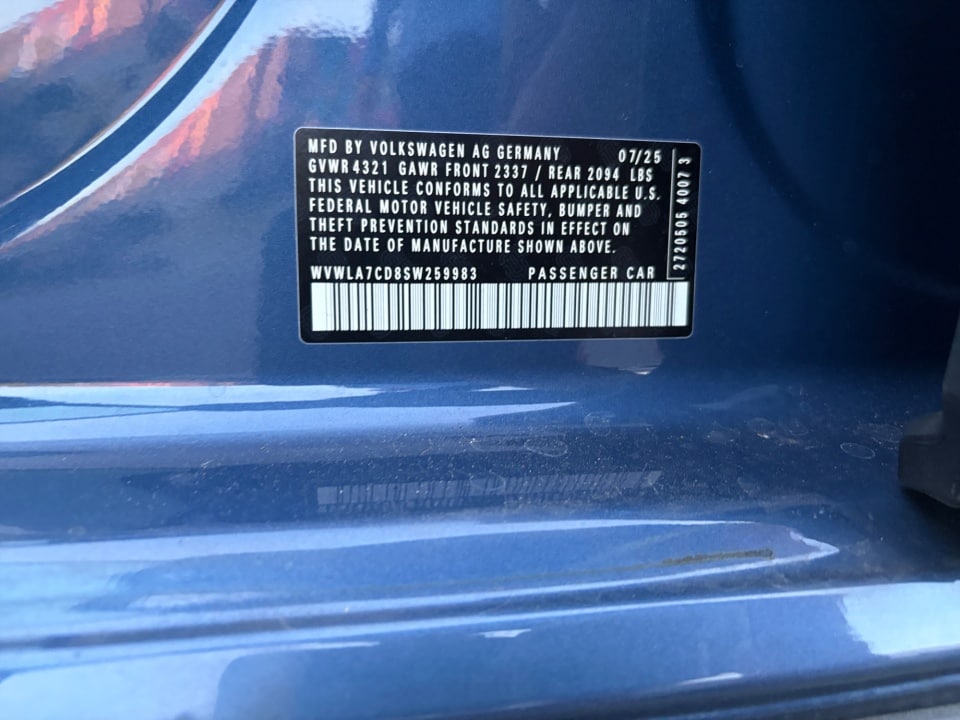 MFD BY VOLKSWAGEN AG GERMANY 07/25
GVWR 4321 GAWR FRONT 2337 / REAR 2094 LBS
THIS VEHICLE CONFORMS TO ALL APPLICABLE U.S.
FEDERAL MOTOR VEHICLE SAFETY, BUMPER AND
THEFT PREVENTION STANDARDS IN EFFECT ON
THE DATE OF MANUFACTURE SHOWN ABOVE.
WVWLA7CD8SW259983 PASSENGER CAR
2720505 4007 3